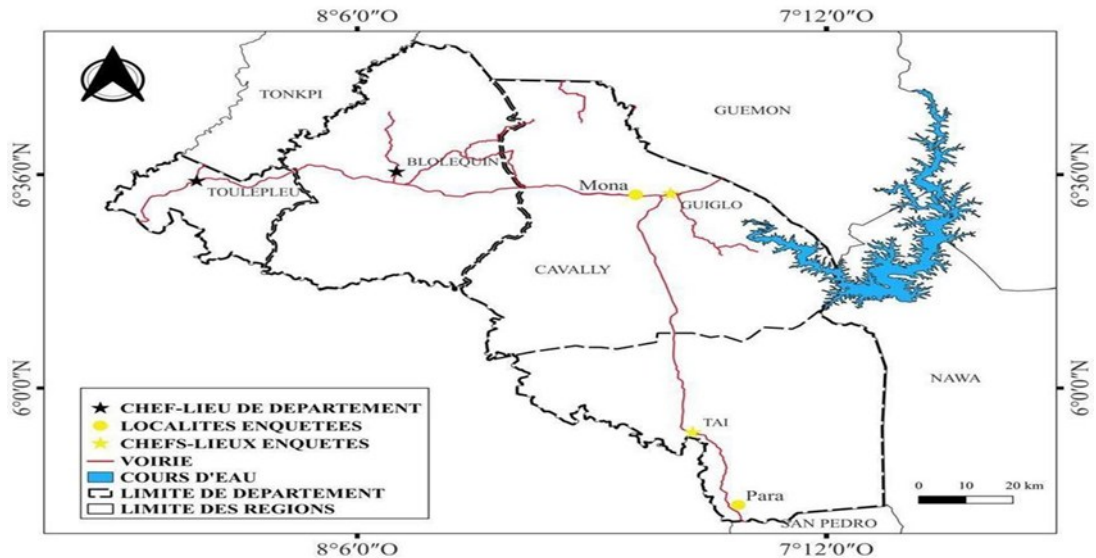 8°6'0"O
7°12'0"O
TONKPI
GUEMON
6°36'0"N
BLOLEQUIN
6°36'0"N
TOULEPLEU
Mona
GUIGLO
CAVALLY
NAWA
6°0'0"N
6°0'0"N
CHEF-LIEU DE DEPARTEMENT
LOCALITES ENQUETEES
CHEFS-LIEUX ENQUETES
VOIRIE
COURS D'EAU
LIMITE DE DEPARTEMENT
LIMITE DES REGIONS
TAI
Para
0 10 20 km
SAN PEDRO
8°6'0"O
7°12'0"O